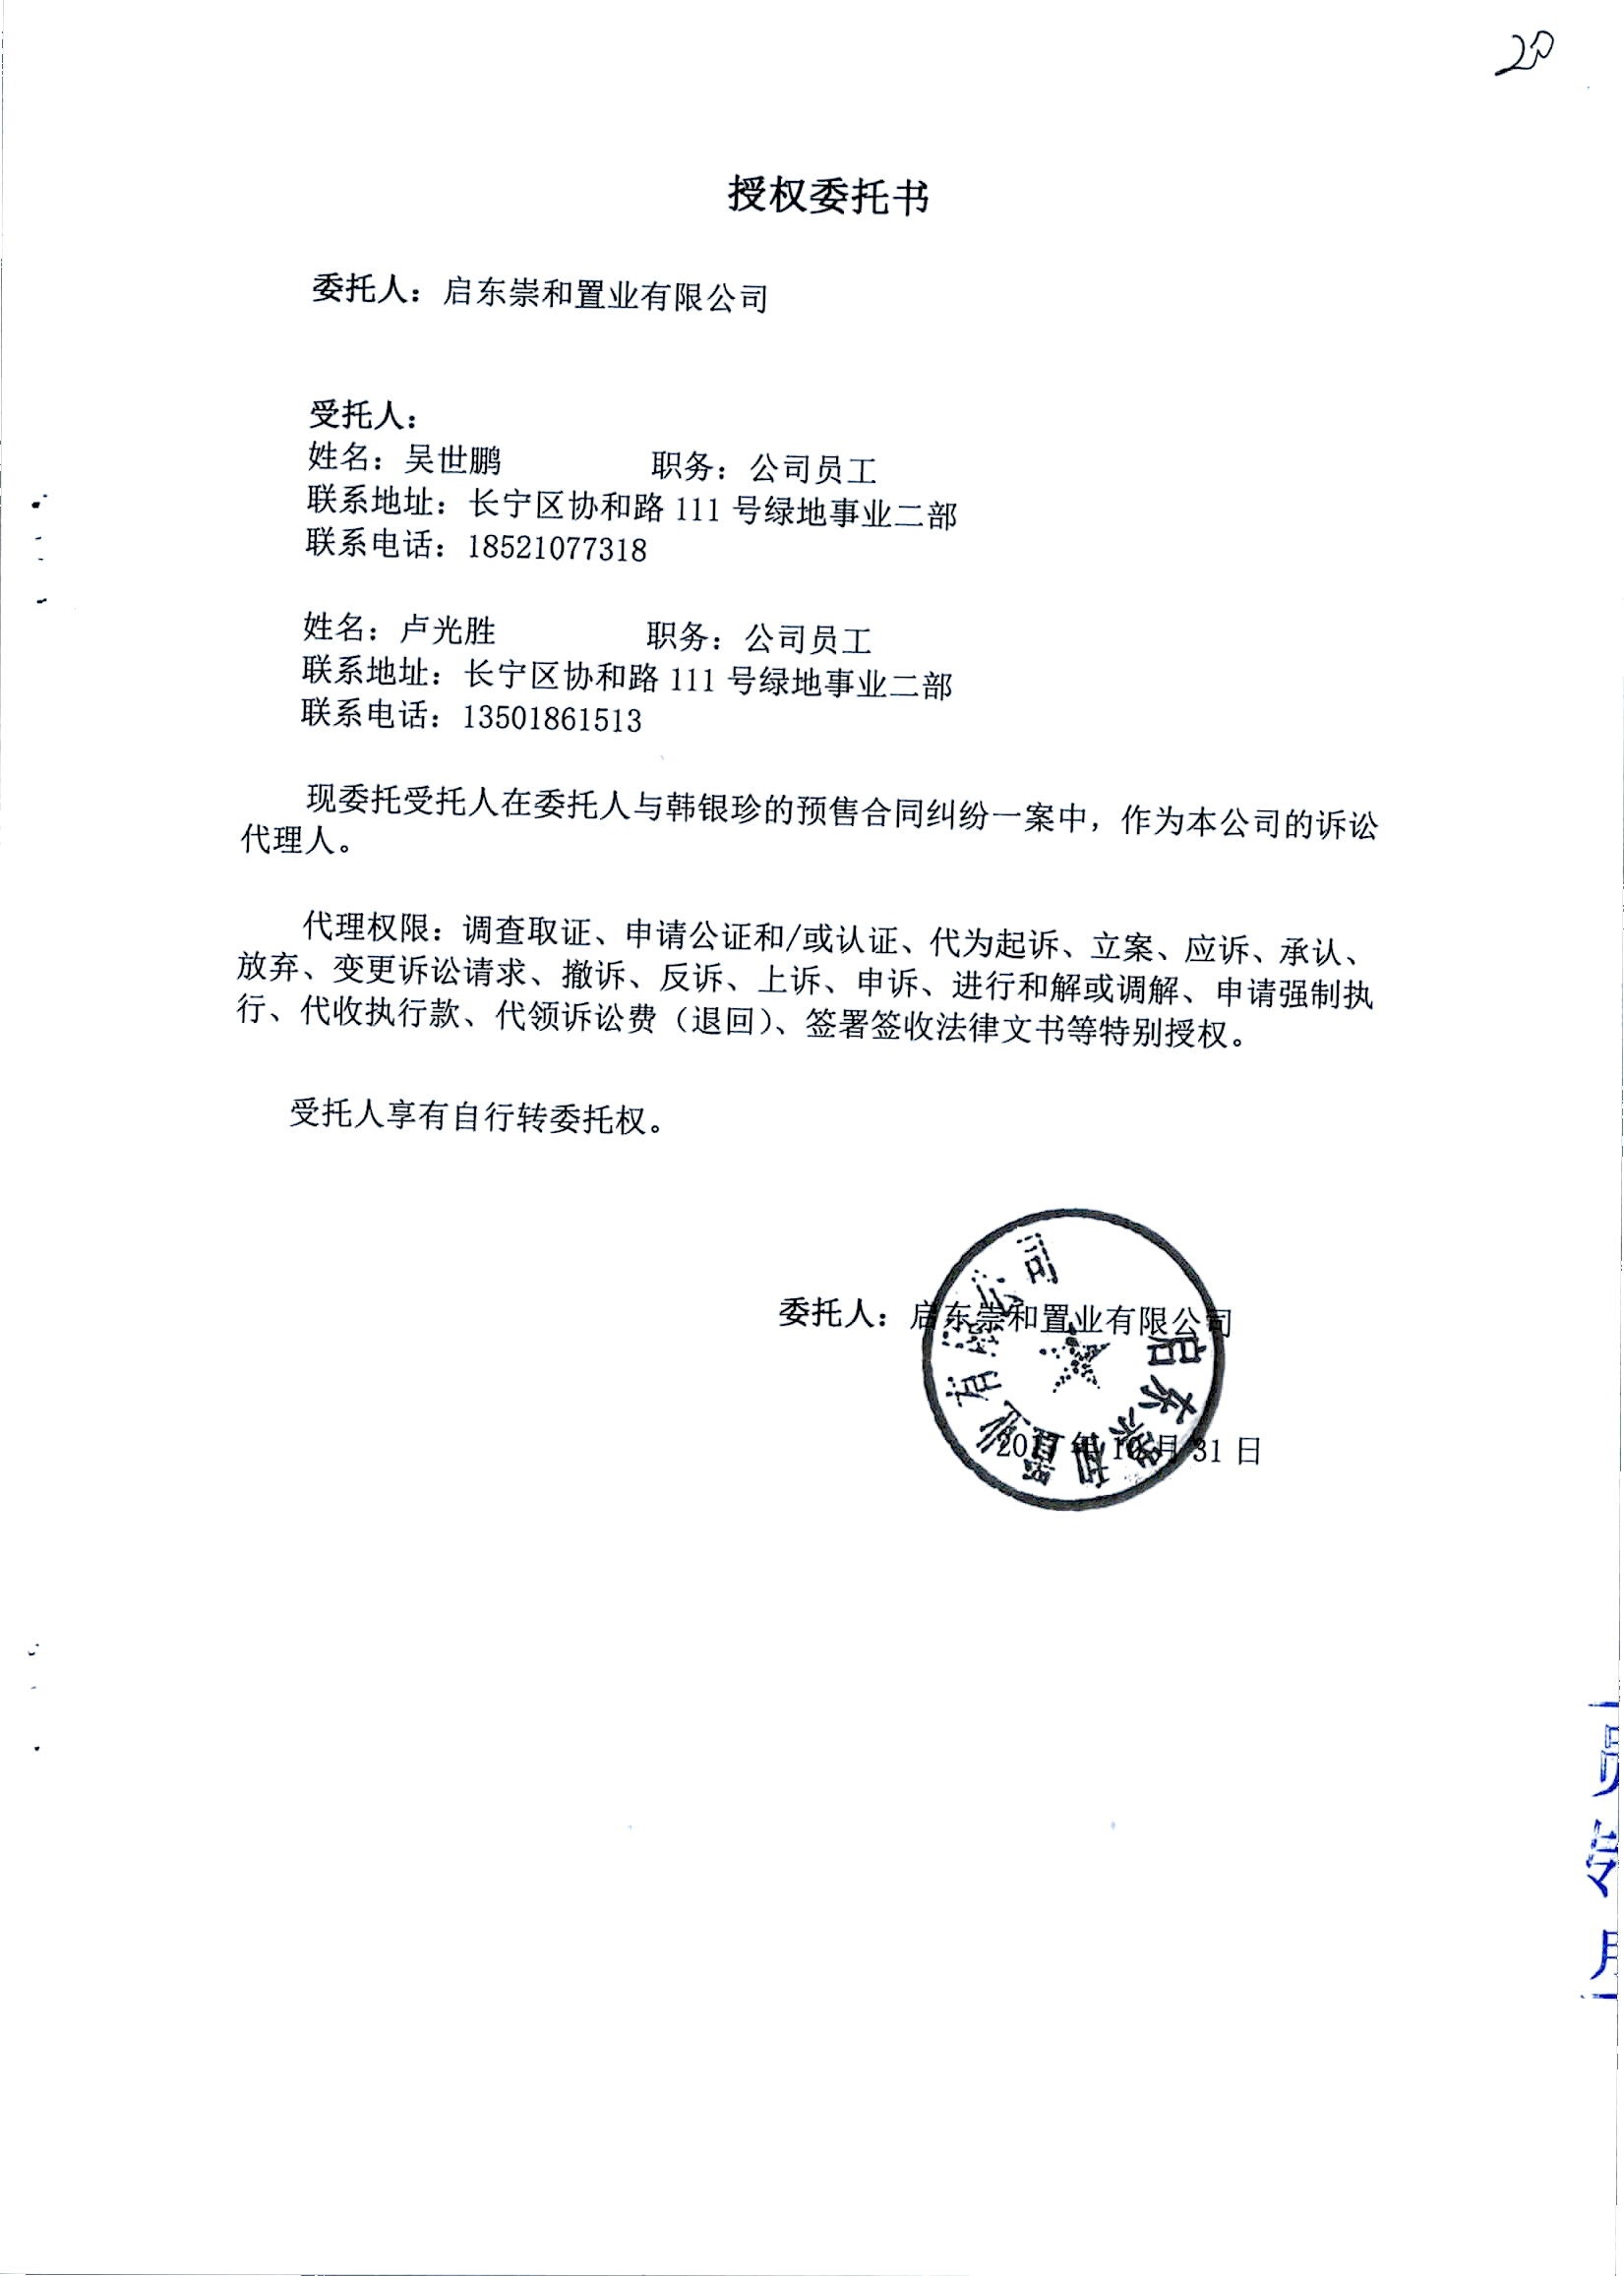 20
授权委托书
委托人：启东崇和置业有限公司
受托人：
姓名：吴世鹏 职务：公司员工
联系地址：长宁区协和路 111 号绿地事业二部
联系电话：18521077318
姓名：卢光胜 职务：公司员工
联系地址：长宁区协和路 111 号绿地事业二部
联系电话：13501861513
现委托受托人在委托人与韩银珍的预售合同纠纷一案中，作为本公司的诉讼
代理人。
代理权限：调查取证、申请公证和/或认证、代为起诉、立案、应诉、承认、
放弃、变更诉讼请求、撤诉、反诉、上诉、申诉、进行和解或调解、申请强制执
行、代收执行款、代领诉讼费（退回）、签署签收法律文书等特别授权。
受托人享有自行转委托权。
委托人：启东崇和置业有限公司
启东崇和置业有限公司
2017 年 10 月 31 日
专